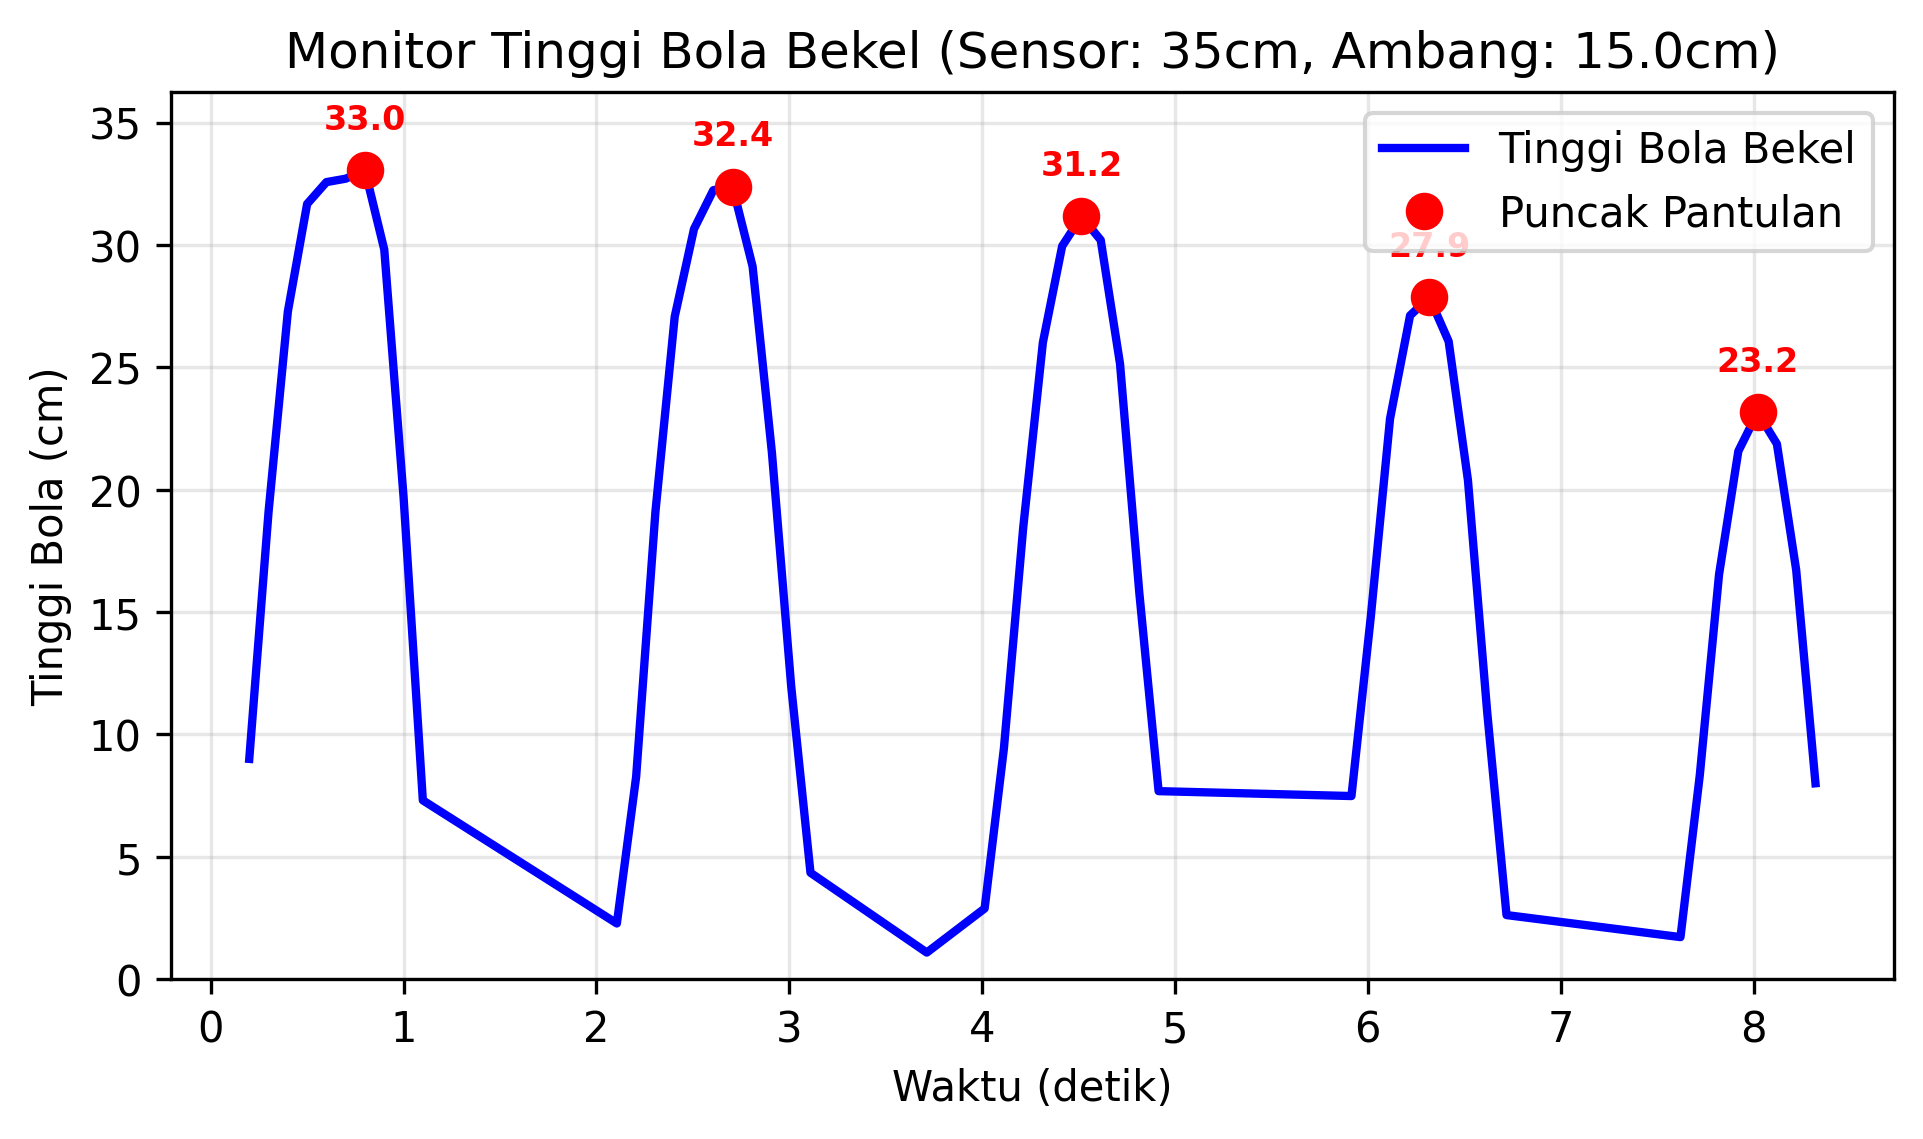 Monitor Tinggi Bola Bekel (Sensor: 35cm, Ambang: 15.0cm)
33.0
32.4
31.2
27.9
23.2
Tinggi Bola Bekel
Puncak Pantulan
Tinggi Bola (cm)
35
30
25
20
15
10
5
0
0 1 2 3 4 5 6 7 8
Waktu (detik)